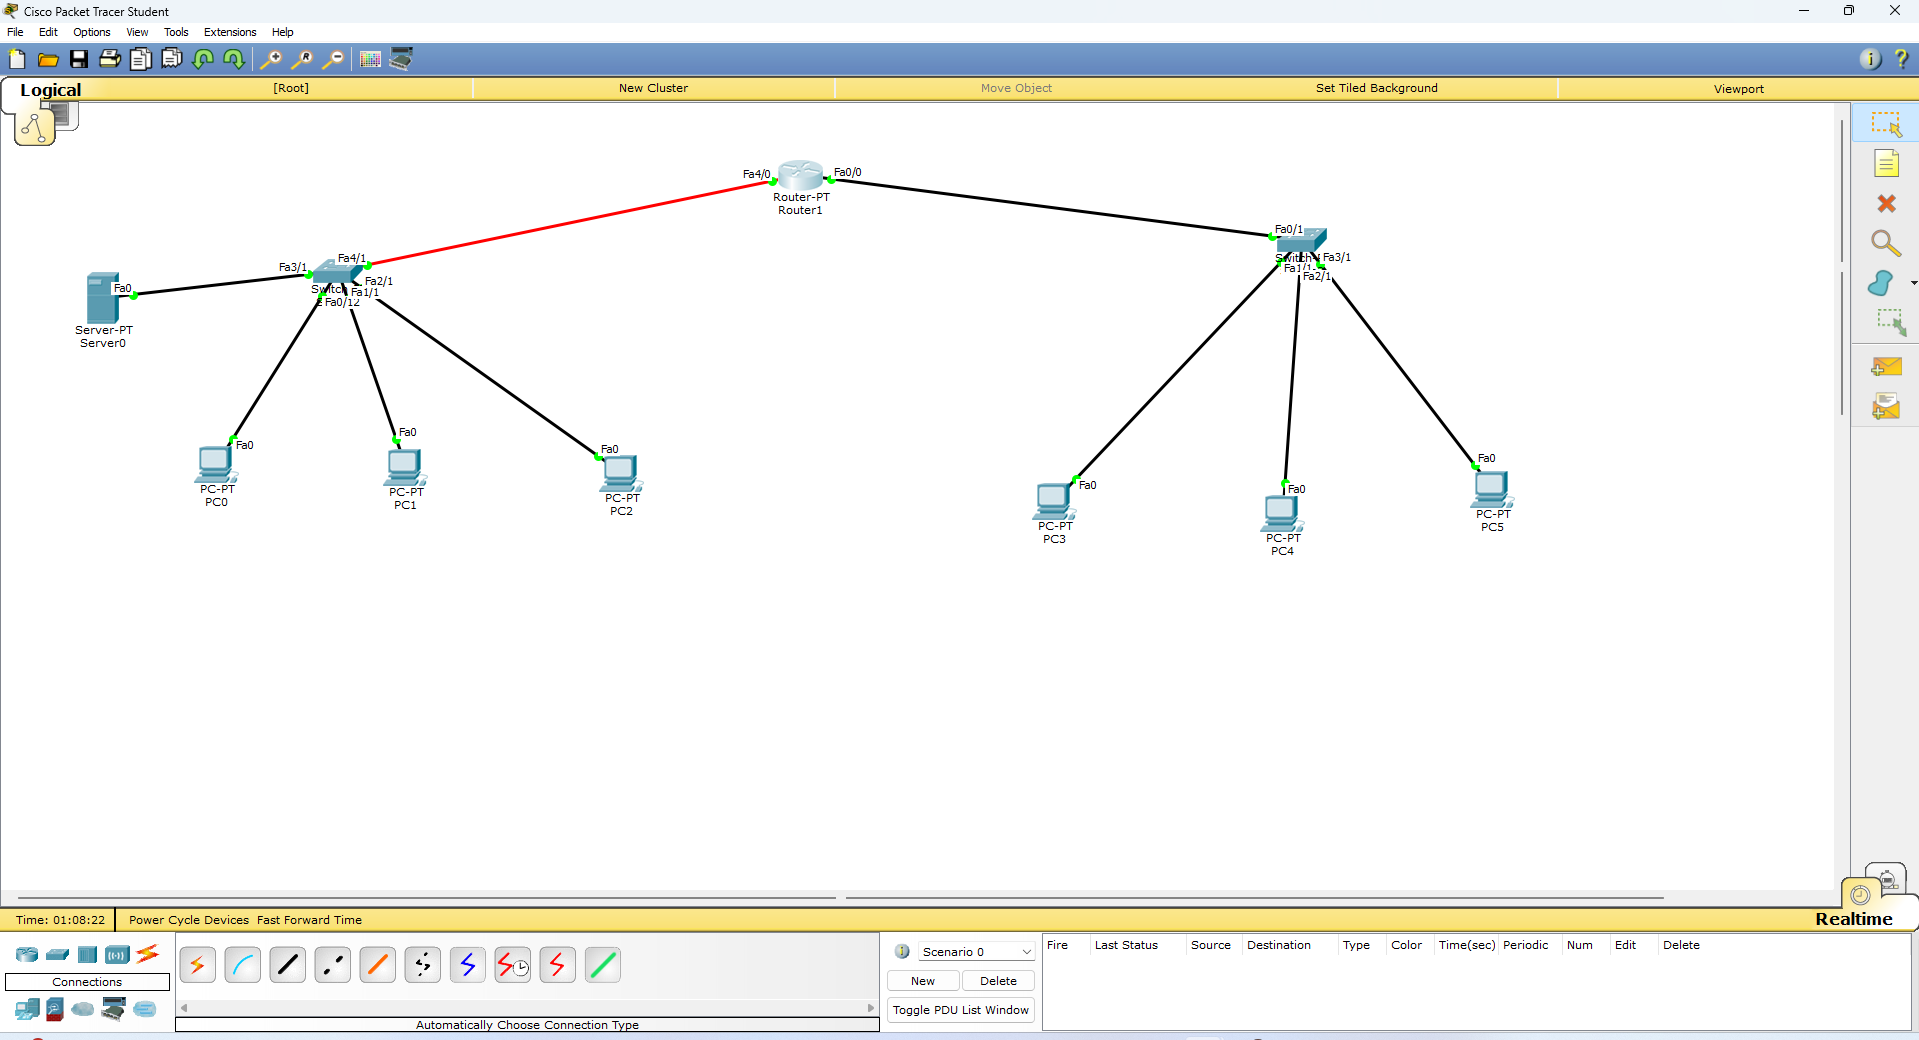 Cisco Packet Tracer Student
File Edit Options View Tools Extensions Help
Logical [Root] New Cluster Move Object Set Tiled Background Viewport
Fa4/0 Fa0/0
Router-PT
Router1
Fa0/1
Switch Fa3/1
Fa1/1
Fa2/1
Fa3/1 Fa4/1
Fa2/1
Switch Fa1/1
Fa0/12
Fa0
Server-PT
Server0
Fa0
PC-PT
PC0
Fa0
PC-PT
PC1
Fa0
PC-PT
PC2
Fa0
PC-PT
PC3
Fa0
PC-PT
PC4
Fa0
PC-PT
PC5
Time: 01:08:22 Power Cycle Devices Fast Forward Time Realtime
Connections
Automatically Choose Connection Type
Scenario 0
New Delete
Toggle PDU List Window
Fire Last Status Source Destination Type Color Time(sec) Periodic Num Edit Delete